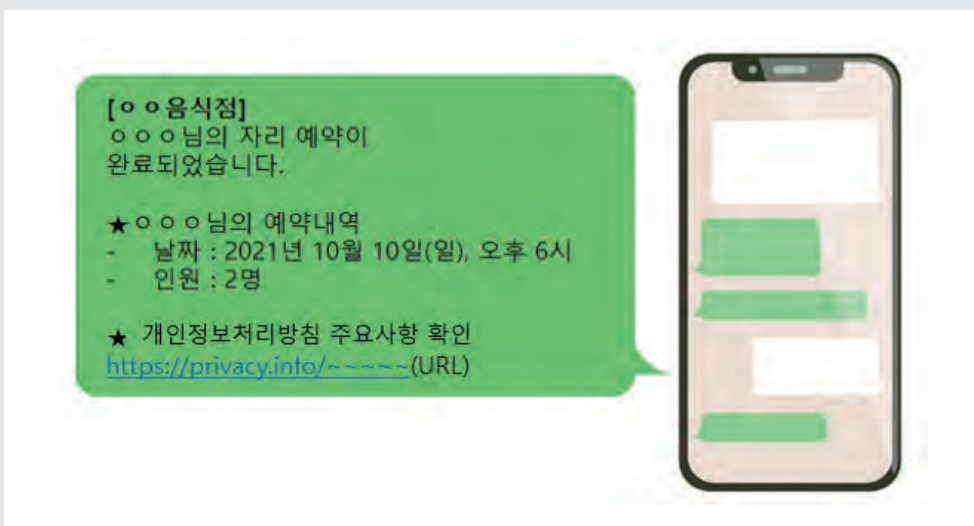 [ㅇㅇ음식점]
ㅇㅇㅇ님의 자리 예약이
완료되었습니다.
★ㅇㅇㅇ님의 예약내역
- 날짜 : 2021년 10월 10일(일), 오후 6시
- 인원 : 2명
★ 개인정보처리방침 주요사항 확인
https://privacy.info/~~~~~(URL)